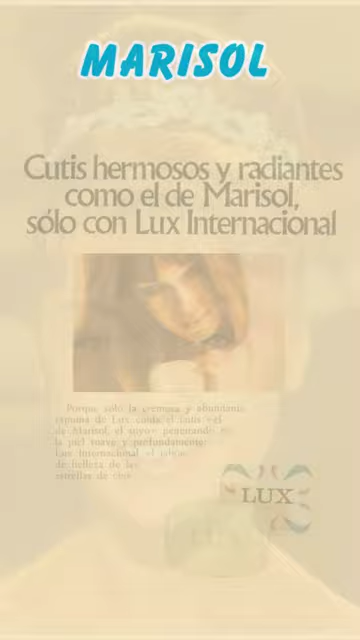 MARISOL
Cutis hermosos y radiantes
como el de Marisol,
sólo con Lux Internacional
Porque sólo la cremosa y abundante
espuma de Lux cuida el cutis
de Marisol, el suyo
la piel suave y profundamente
Lux Internacional el jabón
de belleza de las
estrellas de cine
LUX